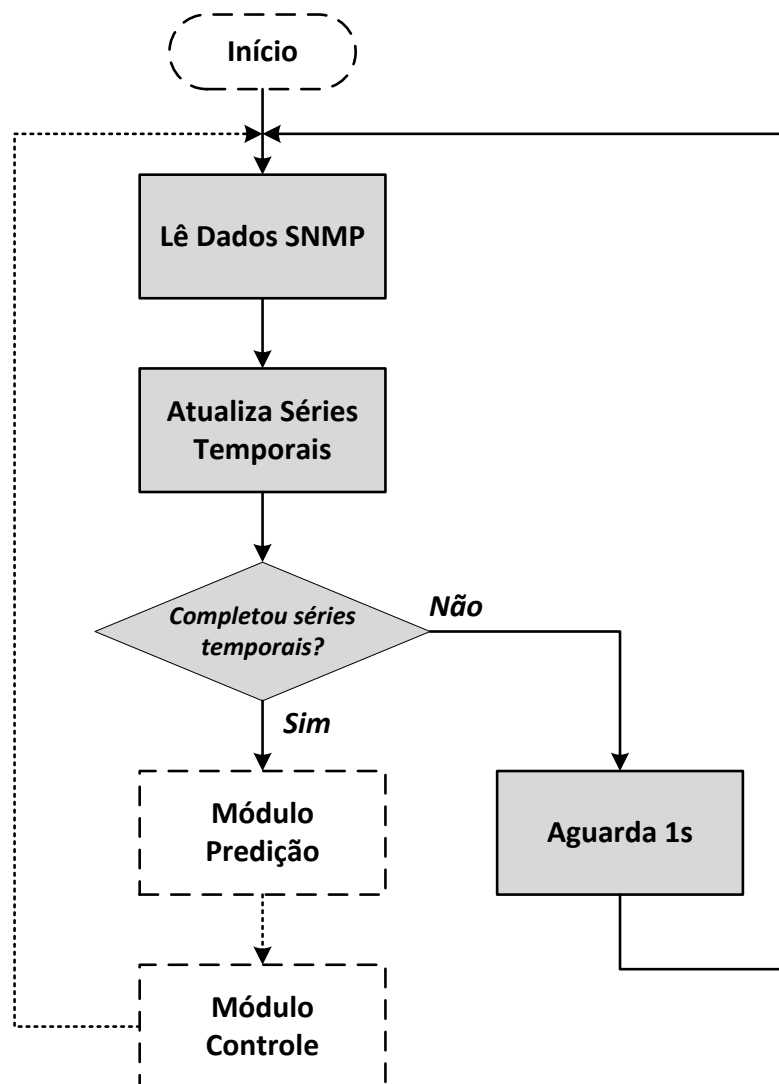 Início
Lê Dados SNMP
Atualiza Séries
Temporais
Completou séries
temporais?
Não
Sim
Módulo
Predição
Aguarda 1s
Módulo
Controle